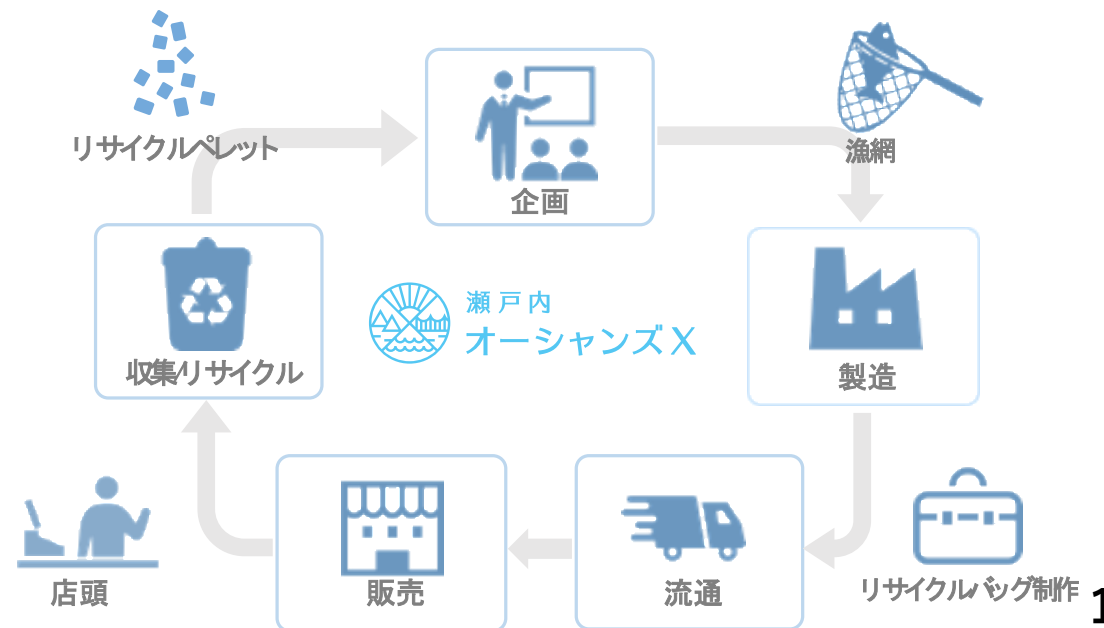 リサイクルペレット
漁網
企画
瀬戸内
オーシャンズX
収集/リサイクル
製造
店頭
販売
流通
リサイクルバッグ制作
1